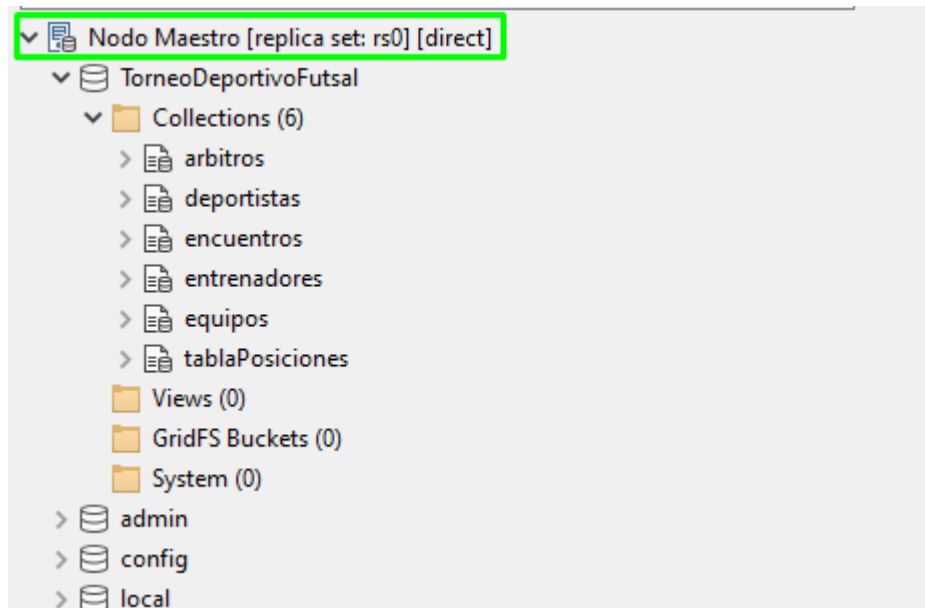 Nodo Maestro [replica set: rs0] [direct]
TorneoDeportivoFutsal
Collections (6)
arbitros
deportistas
encuentros
entrenadores
equipos
tablaPosiciones
Views (0)
GridFS Buckets (0)
System (0)
admin
config
local